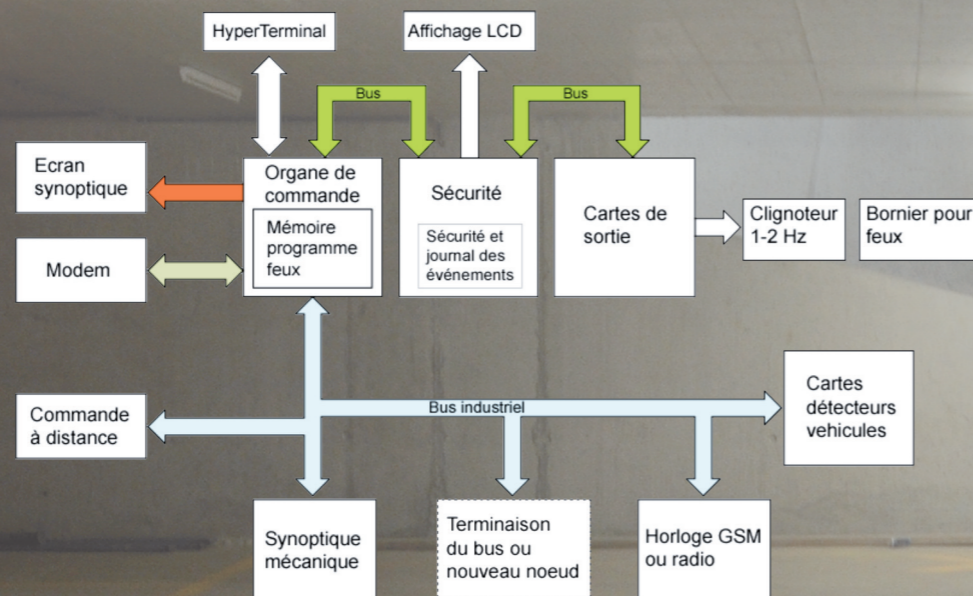 HyperTerminal
Affichage LCD
Bus
Bus
Ecran
synoptique
Organe de
commande
Mémoire
programme
feux
Sécurité
Sécurité et
journal des
événements
Cartes de
sortie
Clignoteur
1-2 Hz
Bornier pour
feux
Modem
Bus industriel
Cartes
détecteurs
vehicules
Commande
à distance
Synoptique
mécanique
Terminaison
du bus ou
nouveau noeud
Horloge GSM
ou radio